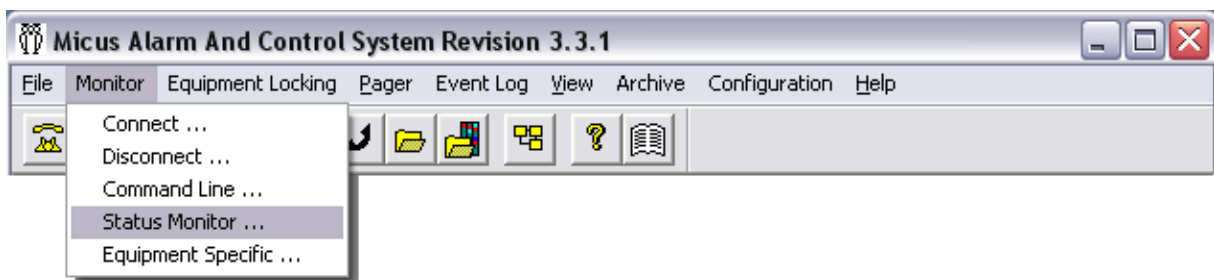 Micus Alarm And Control System Revision 3.3.1
File Monitor Equipment Locking Pager Event Log View Archive Configuration Help
Connect ...
Disconnect ...
Command Line ...
Status Monitor ...
Equipment Specific ...